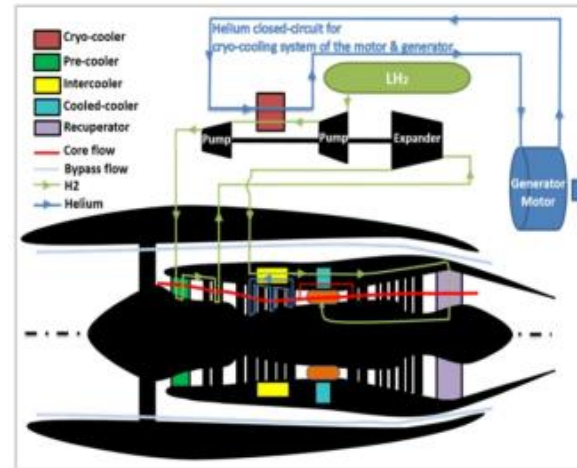 Helium closed-circuit for
cryo-cooling system of the motor & generator
Cryo-cooler
Pre-cooler
Intercooler
Cooled-cooler
Recuperator
Core flow
Bypass flow
H2
Helium
LH₂
Pump
Pump
Expander
Generator
Motor